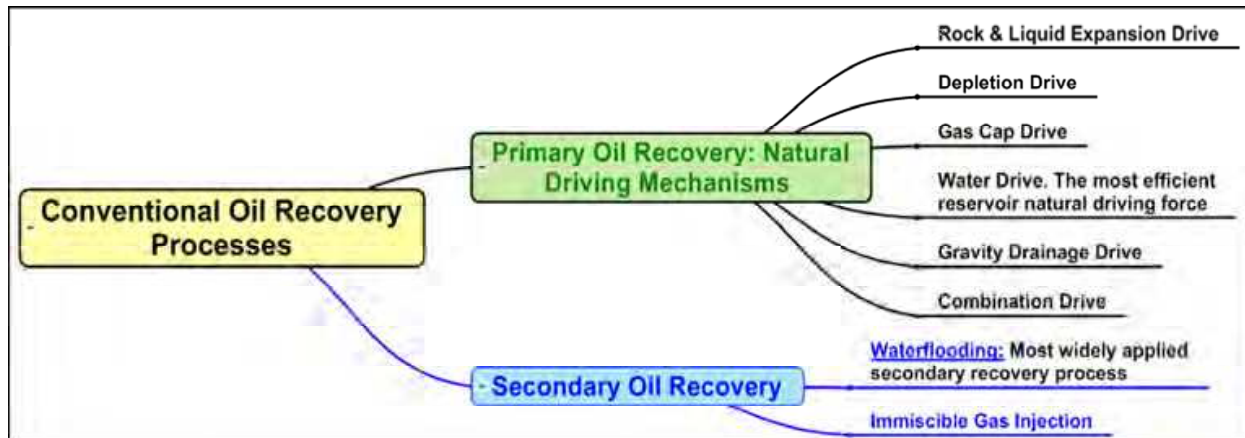 Rock & Liquid Expansion Drive
Depletion Drive
Gas Cap Drive
Primary Oil Recovery: Natural
Driving Mechanisms
Water Drive. The most efficient
reservoir natural driving force
Conventional Oil Recovery
Processes
Gravity Drainage Drive
Combination Drive
Waterflooding: Most widely applied
secondary recovery process
Secondary Oil Recovery
Immiscible Gas Injection